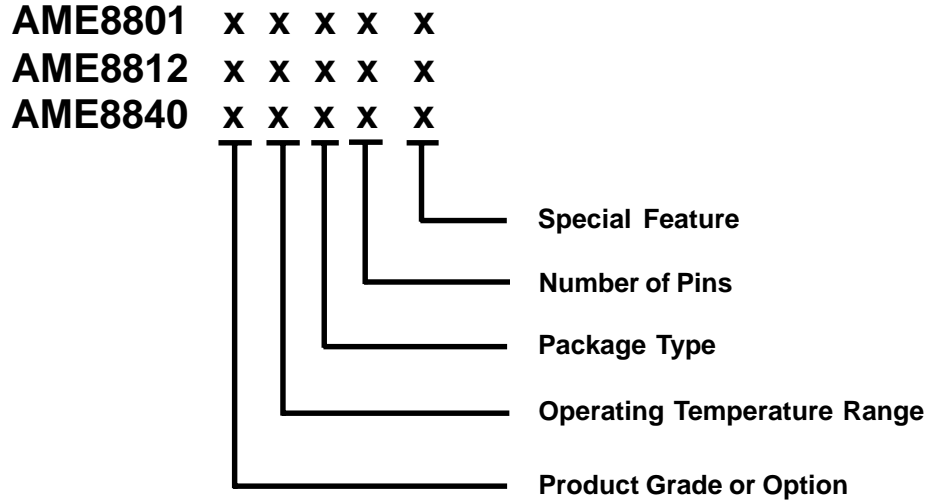 AME8801 x x x x x
AME8812 x x x x x
AME8840 x x x x x
Special Feature
Number of Pins
Package Type
Operating Temperature Range
Product Grade or Option